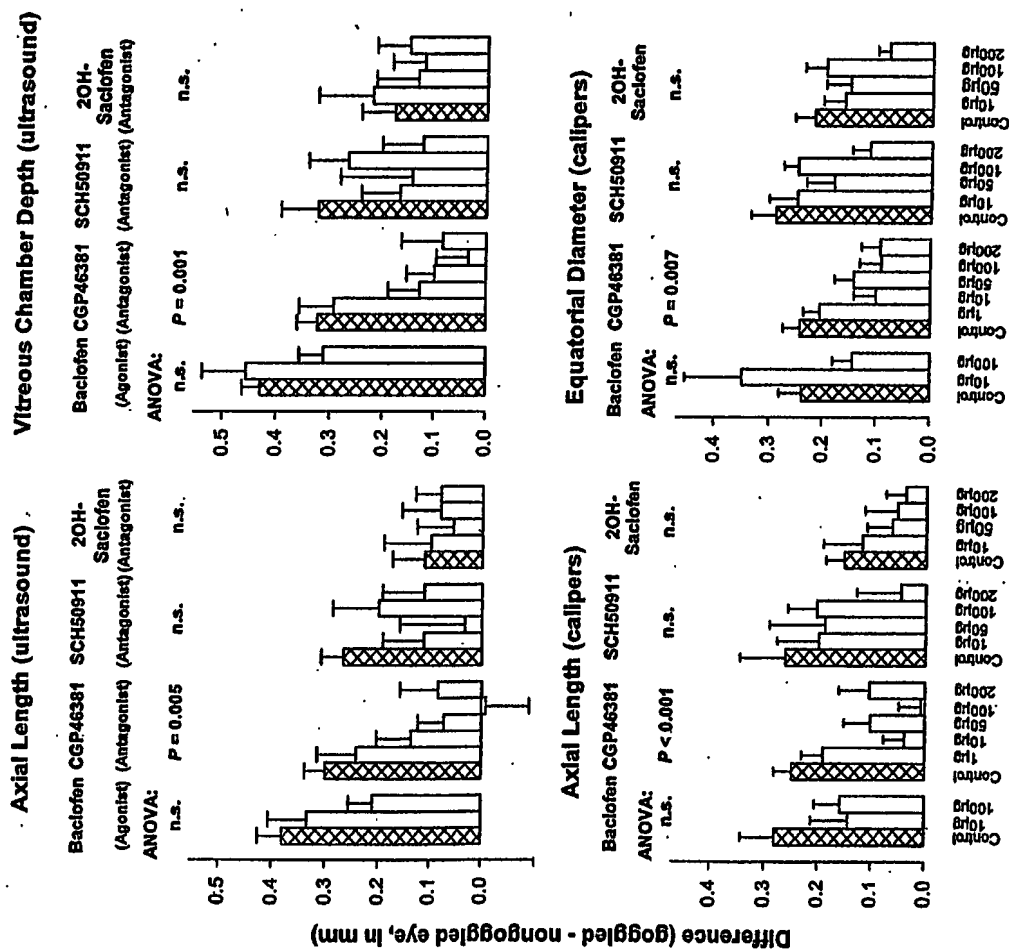 Axial Length (ultrasound)
Baclofen CGP46381 SCH50911 2OH-Saclofen
(Agonist) (Antagonist) (Antagonist) (Antagonist)
ANOVA:
n.s. P = 0.005 n.s. n.s.
0.5
0.4
0.3
0.2
0.1
0.0
Vitreous Chamber Depth (ultrasound)
Baclofen CGP46381 SCH50911 2OH-Saclofen
(Agonist) (Antagonist) (Antagonist) (Antagonist)
ANOVA:
n.s. P = 0.001 n.s. n.s.
0.5
0.4
0.3
0.2
0.1
0.0
Axial Length (calipers)
Baclofen CGP46381 SCH50911 2OH-Saclofen
ANOVA:
n.s. P < 0.001 n.s. n.s.
0.4
0.3
0.2
0.1
0.0
Control 10µg 100µg
Control 1µg 10µg 50µg 100µg 200µg
Control 10µg 50µg 100µg 200µg
Control 10µg 50µg 100µg 200µg
Equatorial Diameter (calipers)
Baclofen CGP46381 SCH50911 2OH-Saclofen
ANOVA:
n.s. P = 0.007 n.s. n.s.
0.4
0.3
0.2
0.1
0.0
Control 10µg 100µg
Control 1µg 10µg 50µg 100µg 200µg
Control 10µg 50µg 100µg 200µg
Control 10µg 50µg 100µg 200µg
Difference (goggled - nongoggled eye, in mm)